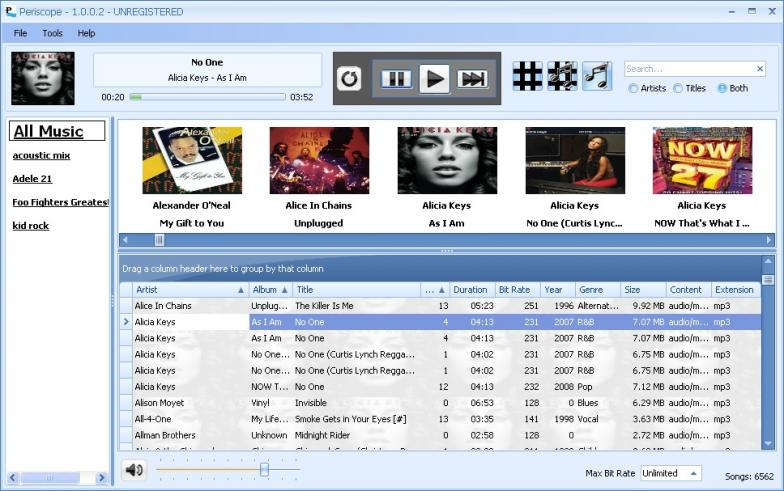 Periscope - 1.0.0.2 - UNREGISTERED
File Tools Help
No One
Alicia Keys - As I Am
00:20 03:52
Search...
Artists Titles Both
All Music
acoustic mix
Adele 21
Foo Fighters Greatest
kid rock
Alexander O'Neal
My Gift to You
Alice In Chains
Unplugged
ALICIA KEYS
Alicia Keys
As I Am
Alicia Keys
No One (Curtis Lync...
NOW
27
Alicia Keys
NOW That's What I ...
Drag a column header here to group by that column
Artist Album Title ... Duration Bit Rate Year Genre Size Content Extension
Alice In Chains Unplug... The Killer Is Me 13 05:23 251 1996 Alternat... 9.92 MB audio/m... mp3
Alicia Keys As I Am No One 4 04:13 231 2007 R&B 7.07 MB audio/m... mp3
Alicia Keys As I Am No One 4 04:13 231 2007 R&B 7.07 MB audio/m... mp3
Alicia Keys No One... No One (Curtis Lynch Regga... 1 04:02 231 2007 R&B 6.75 MB audio/m... mp3
Alicia Keys No One... No One (Curtis Lynch Regga... 1 04:02 231 2007 R&B 6.75 MB audio/m... mp3
Alicia Keys NOW T... No One 12 04:13 232 2008 Pop 7.12 MB audio/m... mp3
Alison Moyet Vinyl Invisible 0 06:53 128 0 Blues 6.29 MB audio/m... mp3
All-4-One My Life... Smoke Gets in Your Eyes [#] 13 03:35 141 1998 Vocal 3.63 MB audio/m... mp3
Allman Brothers Unknown Midnight Rider 0 02:58 128 0 2.72 MB audio/m... mp3
Max Bit Rate Unlimited Songs: 6562